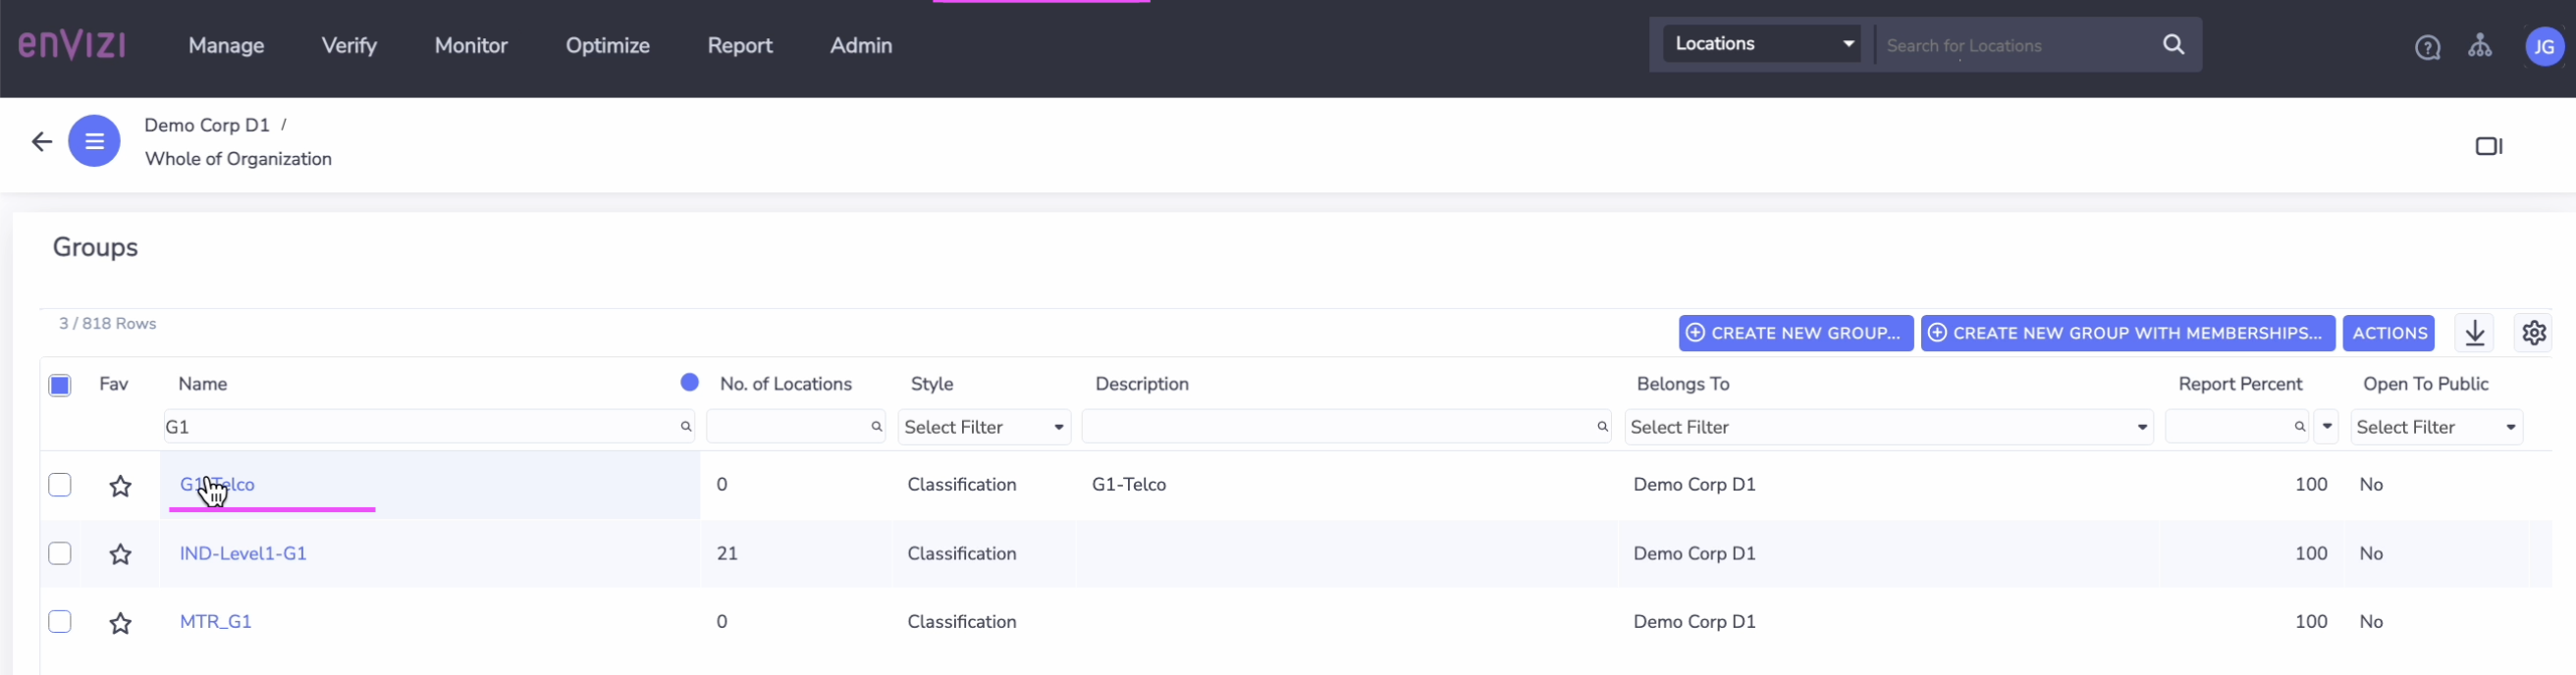 enVizi Manage Verify Monitor Optimize Report Admin Locations Search for Locations JG
Demo Corp D1 /
Whole of Organization
Groups
3 / 818 Rows
CREATE NEW GROUP... CREATE NEW GROUP WITH MEMBERSHIPS... ACTIONS
Fav Name No. of Locations Style Description Belongs To Report Percent Open To Public
G1 Select Filter Select Filter Select Filter
G1-Telco 0 Classification G1-Telco Demo Corp D1 100 No
IND-Level1-G1 21 Classification Demo Corp D1 100 No
MTR_G1 0 Classification Demo Corp D1 100 No